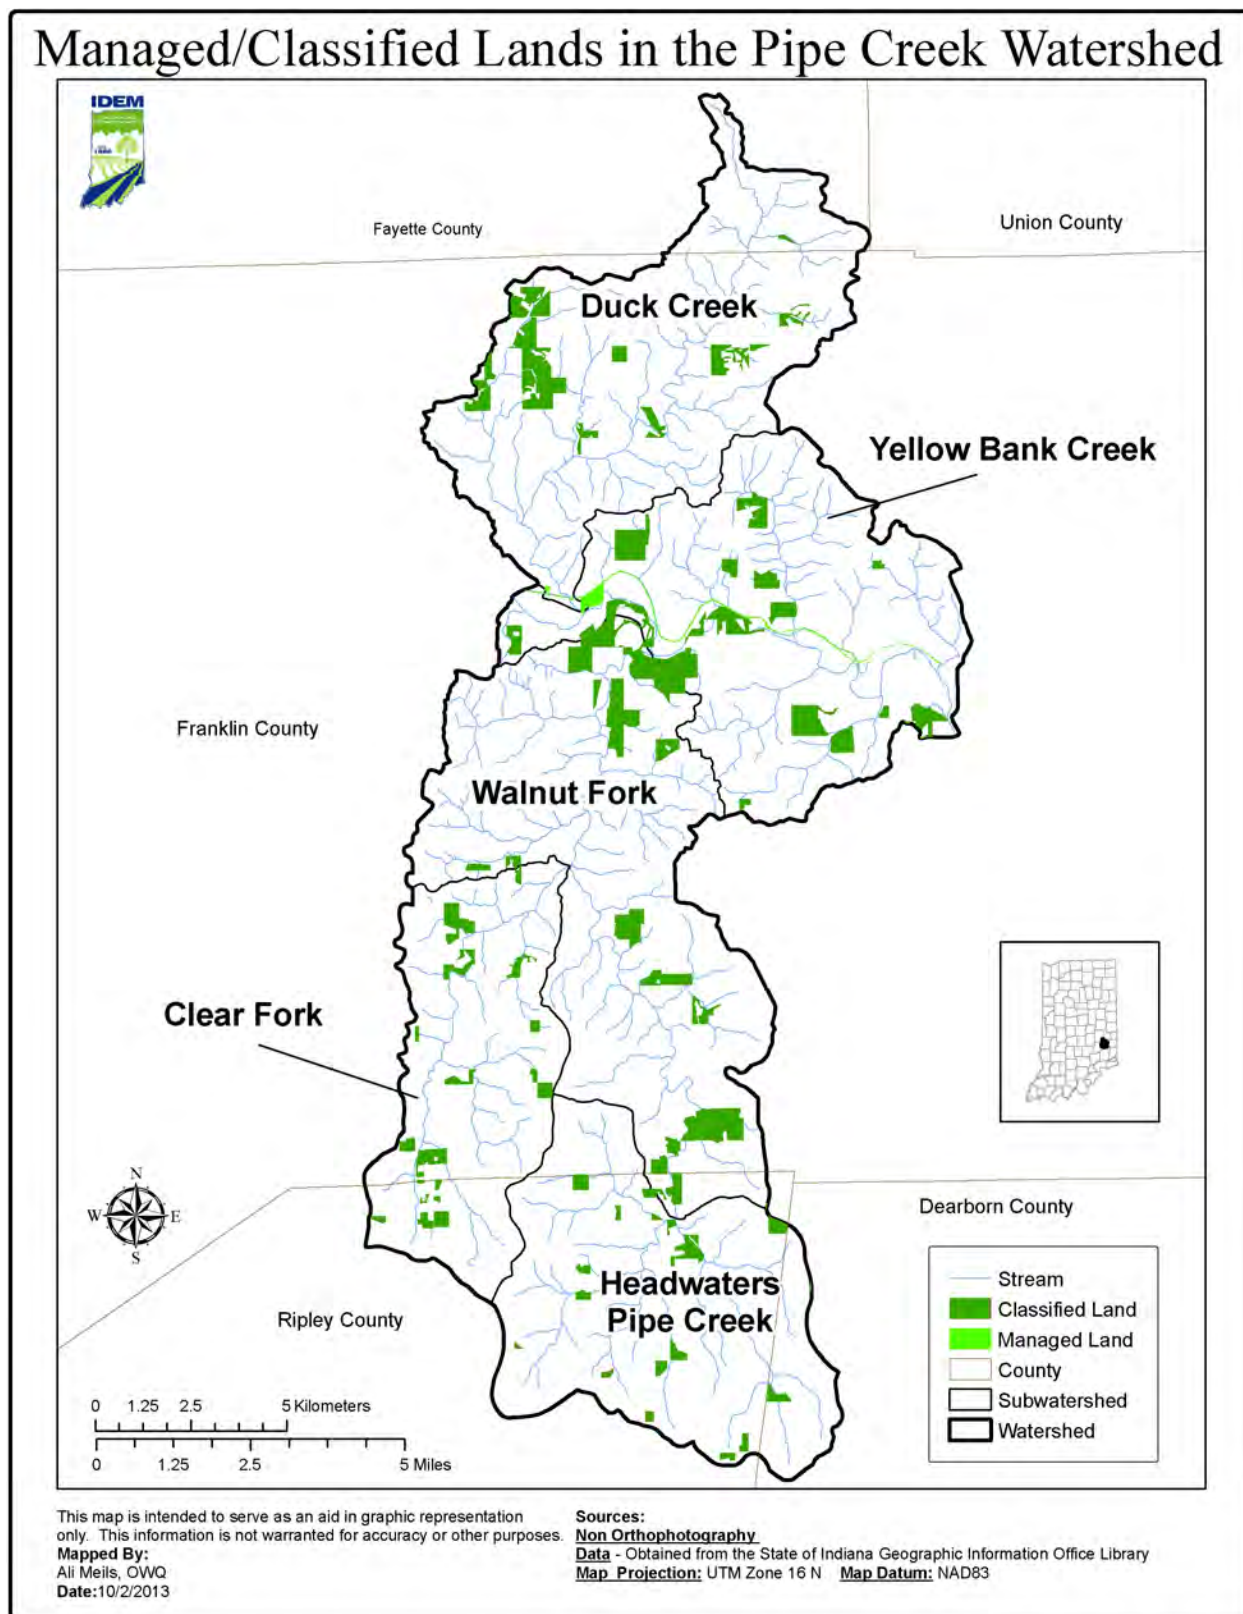 Managed/Classified Lands in the Pipe Creek Watershed
IDEM
Fayette County
Union County
Duck Creek
Yellow Bank Creek
Franklin County
Walnut Fork
Clear Fork
N
W E
S
Dearborn County
Headwaters
Pipe Creek
Ripley County
Stream
Classified Land
Managed Land
County
Subwatershed
Watershed
0 1.25 2.5 5 Kilometers
0 1.25 2.5 5 Miles
This map is intended to serve as an aid in graphic representation
only. This information is not warranted for accuracy or other purposes.
Mapped By:
Ali Meils, OWQ
Date:10/2/2013
Sources:
Non Orthophotography
Data - Obtained from the State of Indiana Geographic Information Office Library
Map Projection: UTM Zone 16 N Map Datum: NAD83